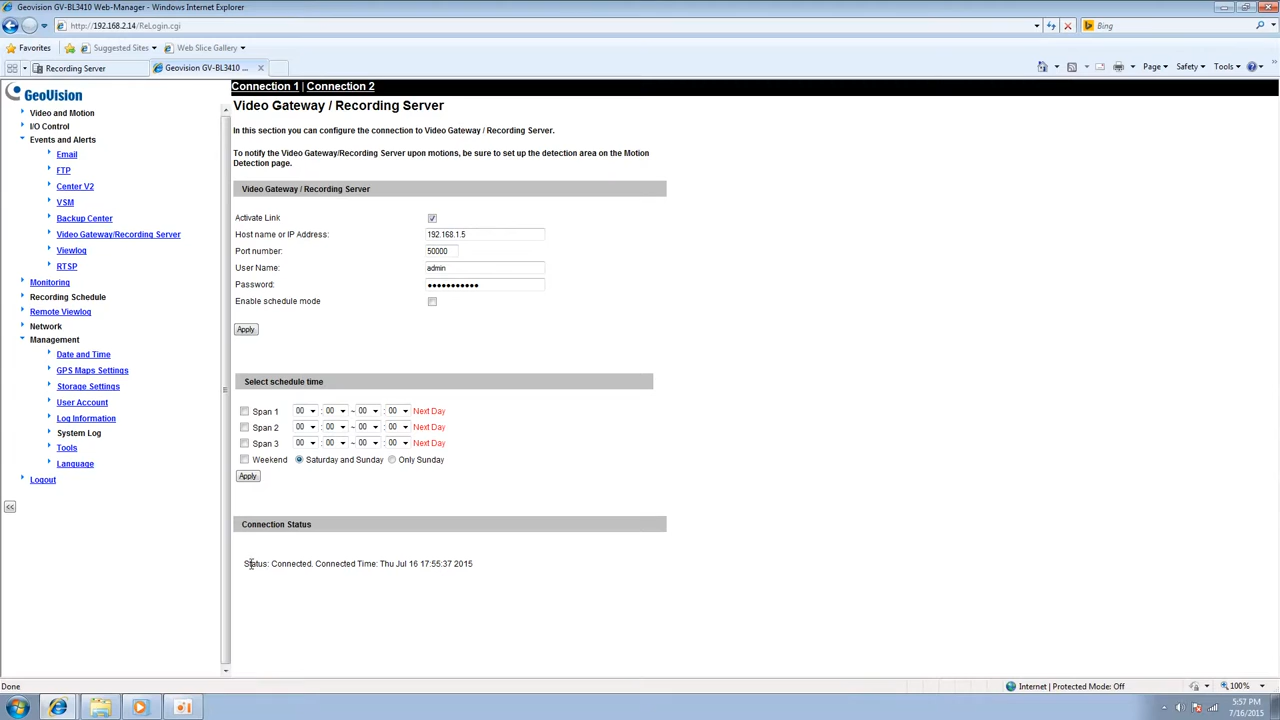 Geovision GV-BL3410 Web-Manager - Windows Internet Explorer
http://192.168.2.14/ReLogin.cgi
Bing
Favorites
Suggested Sites
Web Slice Gallery
Recording Server
Geovision GV-BL3410 ...
Page
Safety
Tools
GeoVision
Video and Motion
I/O Control
Events and Alerts
Email
FTP
Center V2
VSM
Backup Center
Video Gateway/Recording Server
Viewlog
RTSP
Monitoring
Recording Schedule
Remote Viewlog
Network
Management
Date and Time
GPS Maps Settings
Storage Settings
User Account
Log Information
System Log
Tools
Language
Logout
<<
Connection 1 | Connection 2
Video Gateway / Recording Server
In this section you can configure the connection to Video Gateway / Recording Server.
To notify the Video Gateway/Recording Server upon motions, be sure to set up the detection area on the Motion
Detection page.
Video Gateway / Recording Server
Activate Link
Host name or IP Address: 192.168.1.5
Port number: 50000
User Name: admin
Password: ●●●●●●●●●●●
Enable schedule mode
Apply
Select schedule time
Span 1 00 : 00 ~ 00 : 00 Next Day
Span 2 00 : 00 ~ 00 : 00 Next Day
Span 3 00 : 00 ~ 00 : 00 Next Day
Weekend Saturday and Sunday Only Sunday
Apply
Connection Status
Status: Connected. Connected Time: Thu Jul 16 17:55:37 2015
Done
Internet | Protected Mode: Off
100%
5:57 PM
7/16/2015